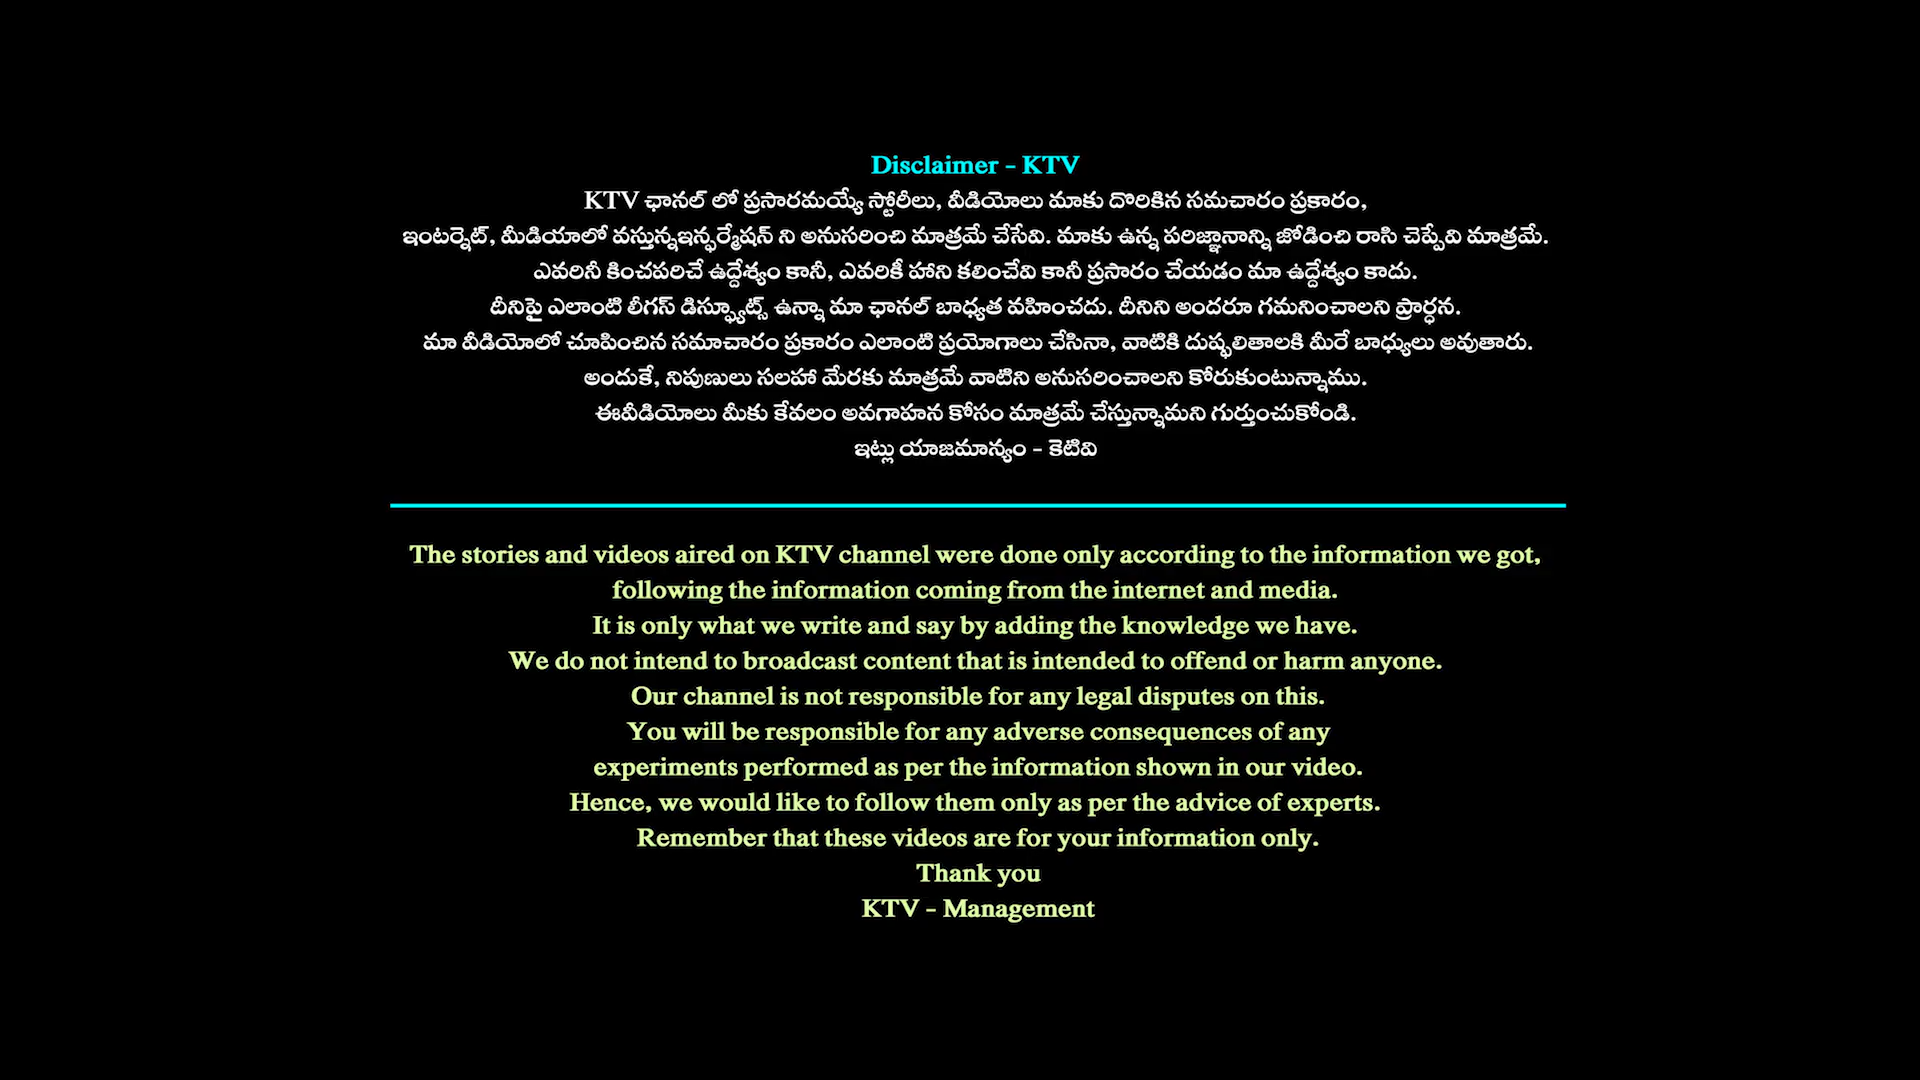 Disclaimer - KTV
KTV ఛానల్ లో ప్రసారమయ్యే స్టోరీలు, వీడియోలు మాకు దొరికిన సమచారం ప్రకారం,
ఇంటర్నెట్, మీడియాలో వస్తున్నఇన్ఫర్మేషన్ ని అనుసరించి మాత్రమే చేసేవి. మాకు ఉన్న పరిజ్ఞానాన్ని జోడించి రాసి చెప్పేవి మాత్రమే.
ఎవరినీ కించపరిచే ఉద్దేశ్యం కానీ, ఎవరికీ హాని కలించేవి కానీ ప్రసారం చేయడం మా ఉద్దేశ్యం కాదు.
దీనిపై ఎలాంటి లీగస్ డిస్ఫ్యూట్స్ ఉన్నా మా ఛానల్ బాధ్యత వహించదు. దీనిని అందరూ గమనించాలని ప్రార్ధన.
మా వీడియోలో చూపించిన సమాచారం ప్రకారం ఎలాంటి ప్రయోగాలు చేసినా, వాటికి దుష్ఫలితాలకి మీరే బాధ్యులు అవుతారు.
అందుకే, నిపుణులు సలహా మేరకు మాత్రమే వాటిని అనుసరించాలని కోరుకుంటున్నాము.
ఈవీడియోలు మీకు కేవలం అవగాహన కోసం మాత్రమే చేస్తున్నామని గుర్తుంచుకోండి.
ఇట్లు యాజమాన్యం - కెటివి
The stories and videos aired on KTV channel were done only according to the information we got,
following the information coming from the internet and media.
It is only what we write and say by adding the knowledge we have.
We do not intend to broadcast content that is intended to offend or harm anyone.
Our channel is not responsible for any legal disputes on this.
You will be responsible for any adverse consequences of any
experiments performed as per the information shown in our video.
Hence, we would like to follow them only as per the advice of experts.
Remember that these videos are for your information only.
Thank you
KTV - Management